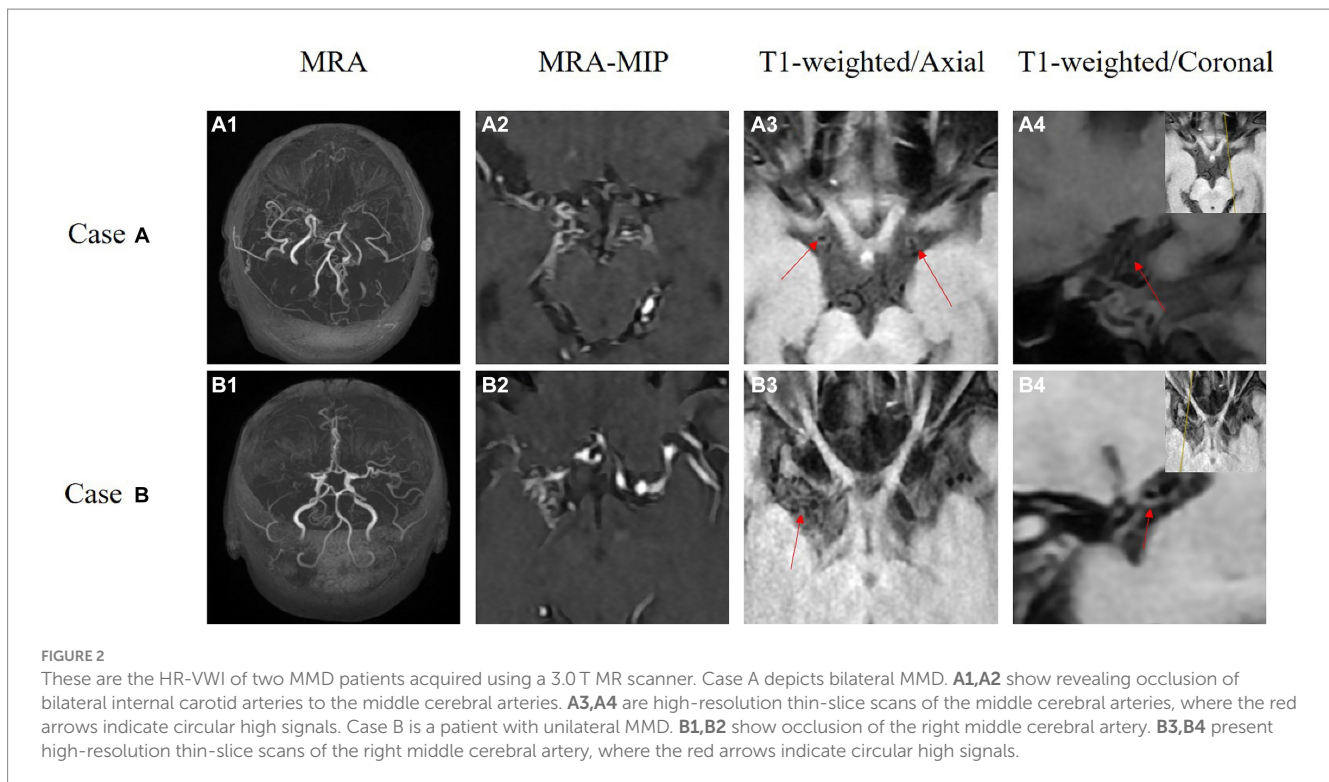 MRA MRA-MIP T1-weighted/Axial T1-weighted/Coronal
A1 A2 A3 A4
Case A
B1 B2 B3 B4
Case B
FIGURE 2
These are the HR-VWI of two MMD patients acquired using a 3.0 T MR scanner. Case A depicts bilateral MMD. A1,A2 show revealing occlusion of
bilateral internal carotid arteries to the middle cerebral arteries. A3,A4 are high-resolution thin-slice scans of the middle cerebral arteries, where the red
arrows indicate circular high signals. Case B is a patient with unilateral MMD. B1,B2 show occlusion of the right middle cerebral artery. B3,B4 present
high-resolution thin-slice scans of the right middle cerebral artery, where the red arrows indicate circular high signals.